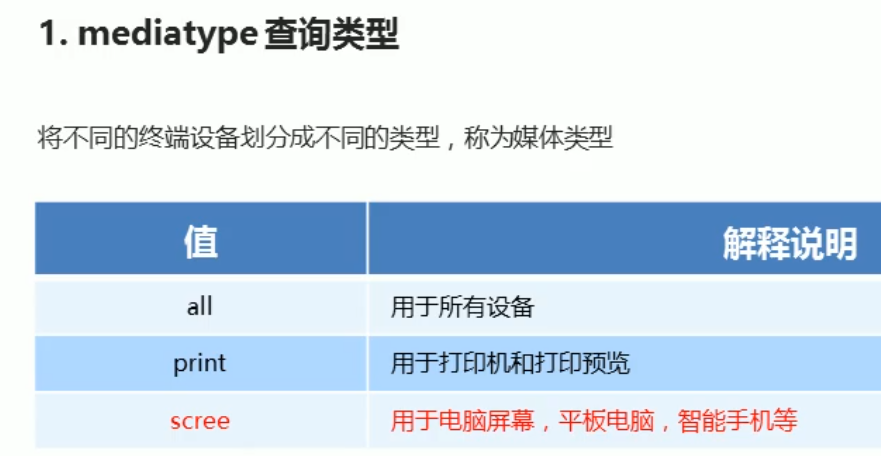 1. mediatype 查询类型
将不同的终端设备划分成不同的类型，称为媒体类型
值 解释说明
all 用于所有设备
print 用于打印机和打印预览
scree 用于电脑屏幕，平板电脑，智能手机等